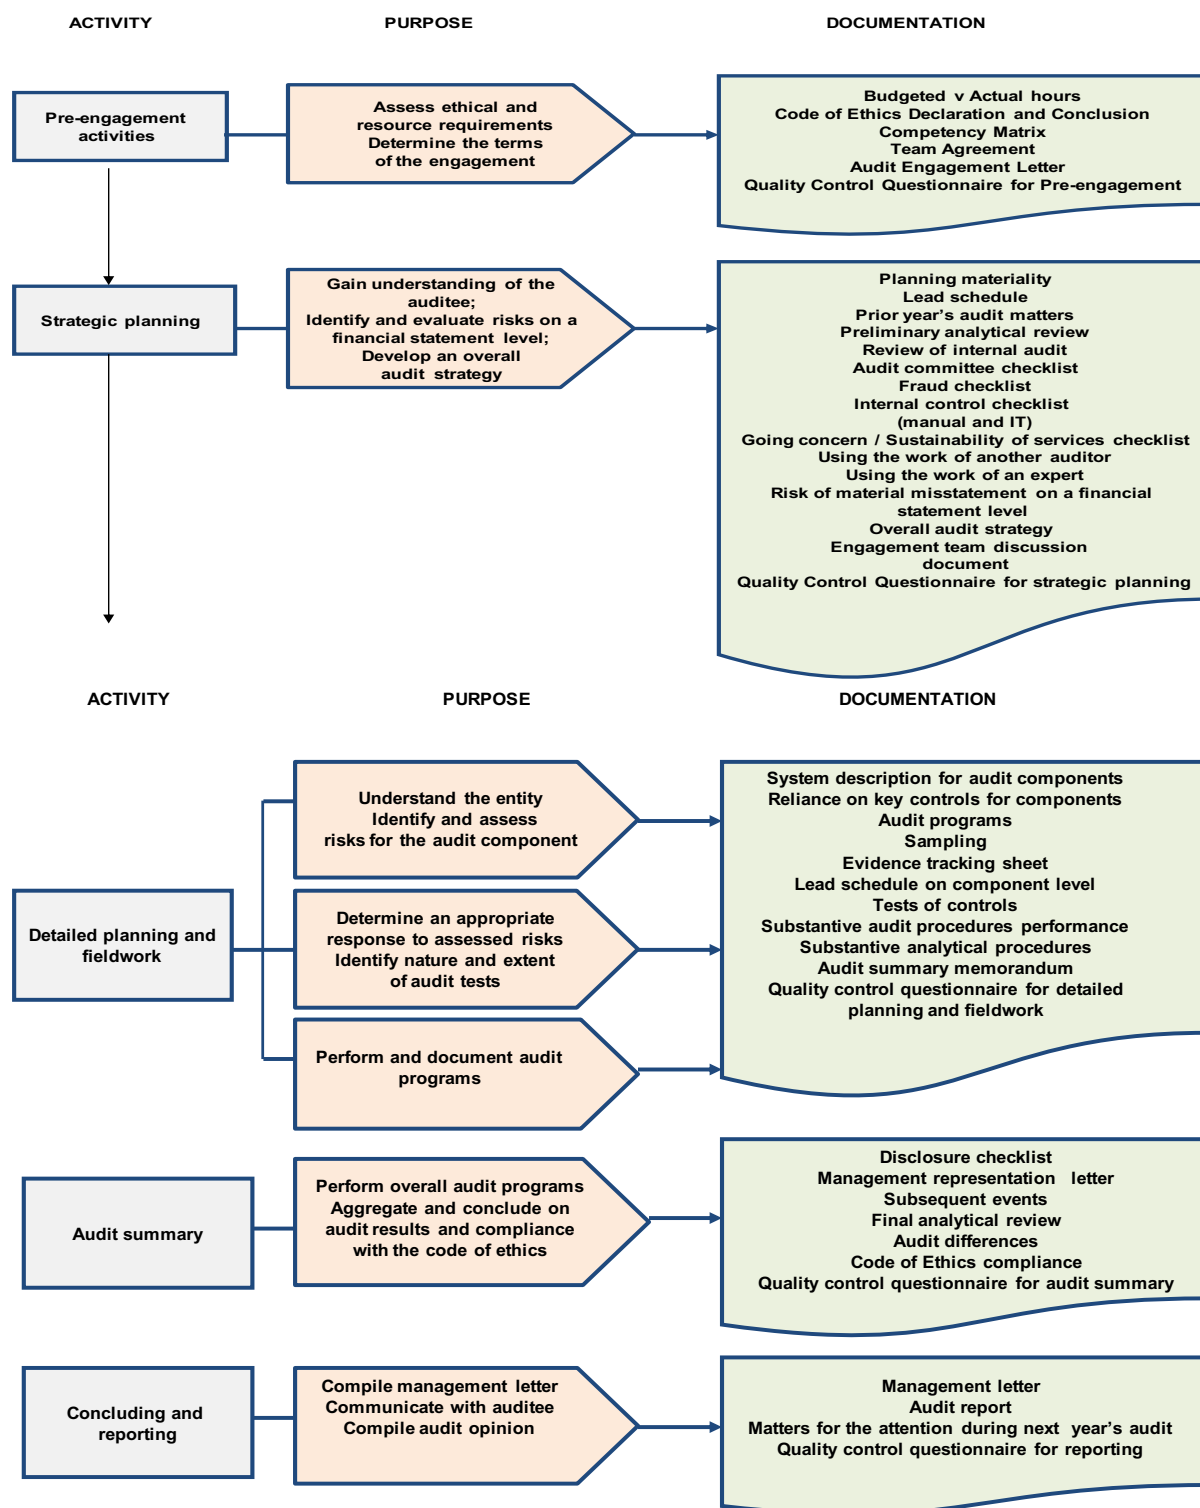 ACTIVITY
PURPOSE
DOCUMENTATION
Pre-engagement
activities
Assess ethical and
resource requirements
Determine the terms
of the engagement
Budgeted v Actual hours
Code of Ethics Declaration and Conclusion
Competency Matrix
Team Agreement
Audit Engagement Letter
Quality Control Questionnaire for Pre-engagement
Strategic planning
Gain understanding of the
auditee;
Identify and evaluate risks on a
financial statement level;
Develop an overall
audit strategy
Planning materiality
Lead schedule
Prior year's audit matters
Preliminary analytical review
Review of internal audit
Audit committee checklist
Fraud checklist
Internal control checklist
(manual and IT)
Going concern / Sustainability of services checklist
Using the work of another auditor
Using the work of an expert
Risk of material misstatement on a financial
statement level
Overall audit strategy
Engagement team discussion
document
Quality Control Questionnaire for strategic planning
ACTIVITY
PURPOSE
DOCUMENTATION
Detailed planning and
fieldwork
Understand the entity
Identify and assess
risks for the audit component
Determine an appropriate
response to assessed risks
Identify nature and extent
of audit tests
Perform and document audit
programs
System description for audit components
Reliance on key controls for components
Audit programs
Sampling
Evidence tracking sheet
Lead schedule on component level
Tests of controls
Substantive audit procedures performance
Substantive analytical procedures
Audit summary memorandum
Quality control questionnaire for detailed
planning and fieldwork
Audit summary
Perform overall audit programs
Aggregate and conclude on
audit results and compliance
with the code of ethics
Disclosure checklist
Management representation letter
Subsequent events
Final analytical review
Audit differences
Code of Ethics compliance
Quality control questionnaire for audit summary
Concluding and
reporting
Compile management letter
Communicate with auditee
Compile audit opinion
Management letter
Audit report
Matters for the attention during next year's audit
Quality control questionnaire for reporting